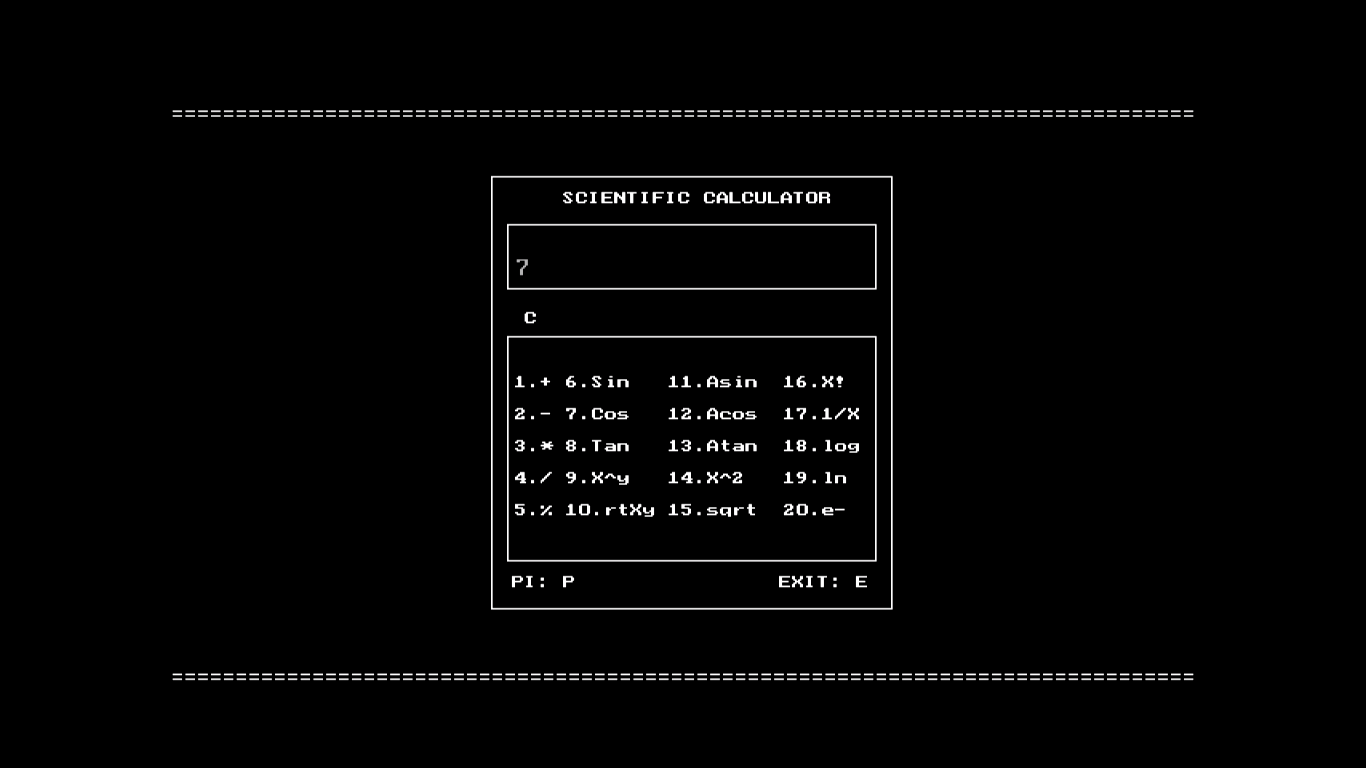 ================================================================================
SCIENTIFIC CALCULATOR
7
C
1.+ 6.Sin 11.Asin 16.X!
2.- 7.Cos 12.Acos 17.1/X
3.* 8.Tan 13.Atan 18.log
4./ 9.X^y 14.X^2 19.ln
5.% 10.rtXy 15.sqrt 20.e-
PI: P EXIT: E
================================================================================